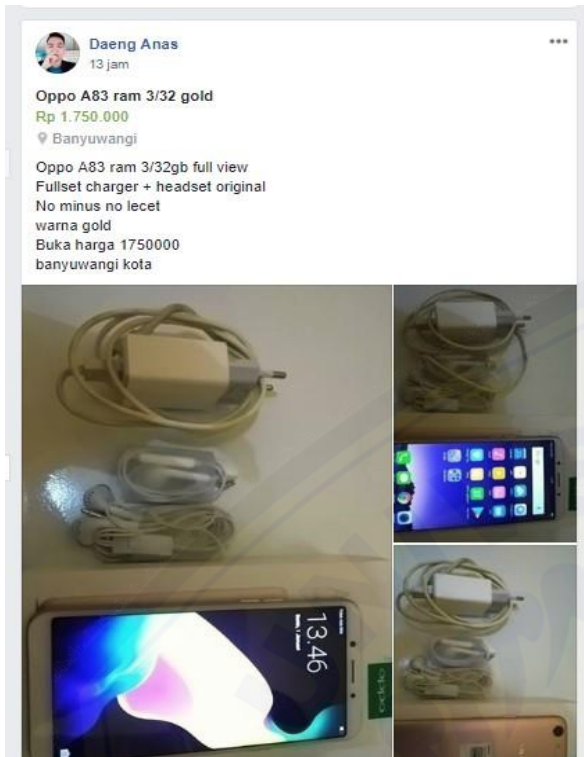 Daeng Anas
13 jam
Oppo A83 ram 3/32 gold
Rp 1.750.000
Banyuwangi
Oppo A83 ram 3/32gb full view
Fullset charger + headset original
No minus no lecet
warna gold
Buka harga 1750000
banyuwangi kota
13.46
oppo